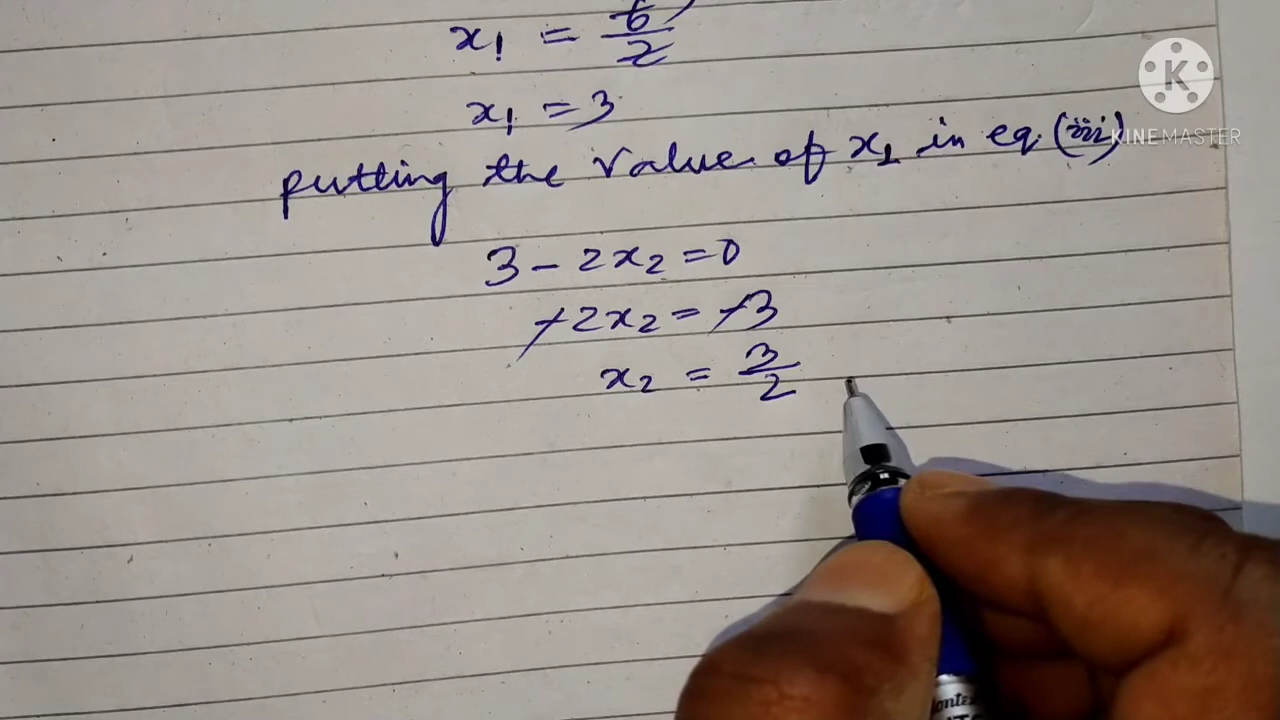 x₁ = 6/2
x₁ = 3
putting the value of x₁ in eq. (iii)
3 - 2x₂ = 0
-2x₂ = -3
x₂ = 3/2
K
KINEMASTER